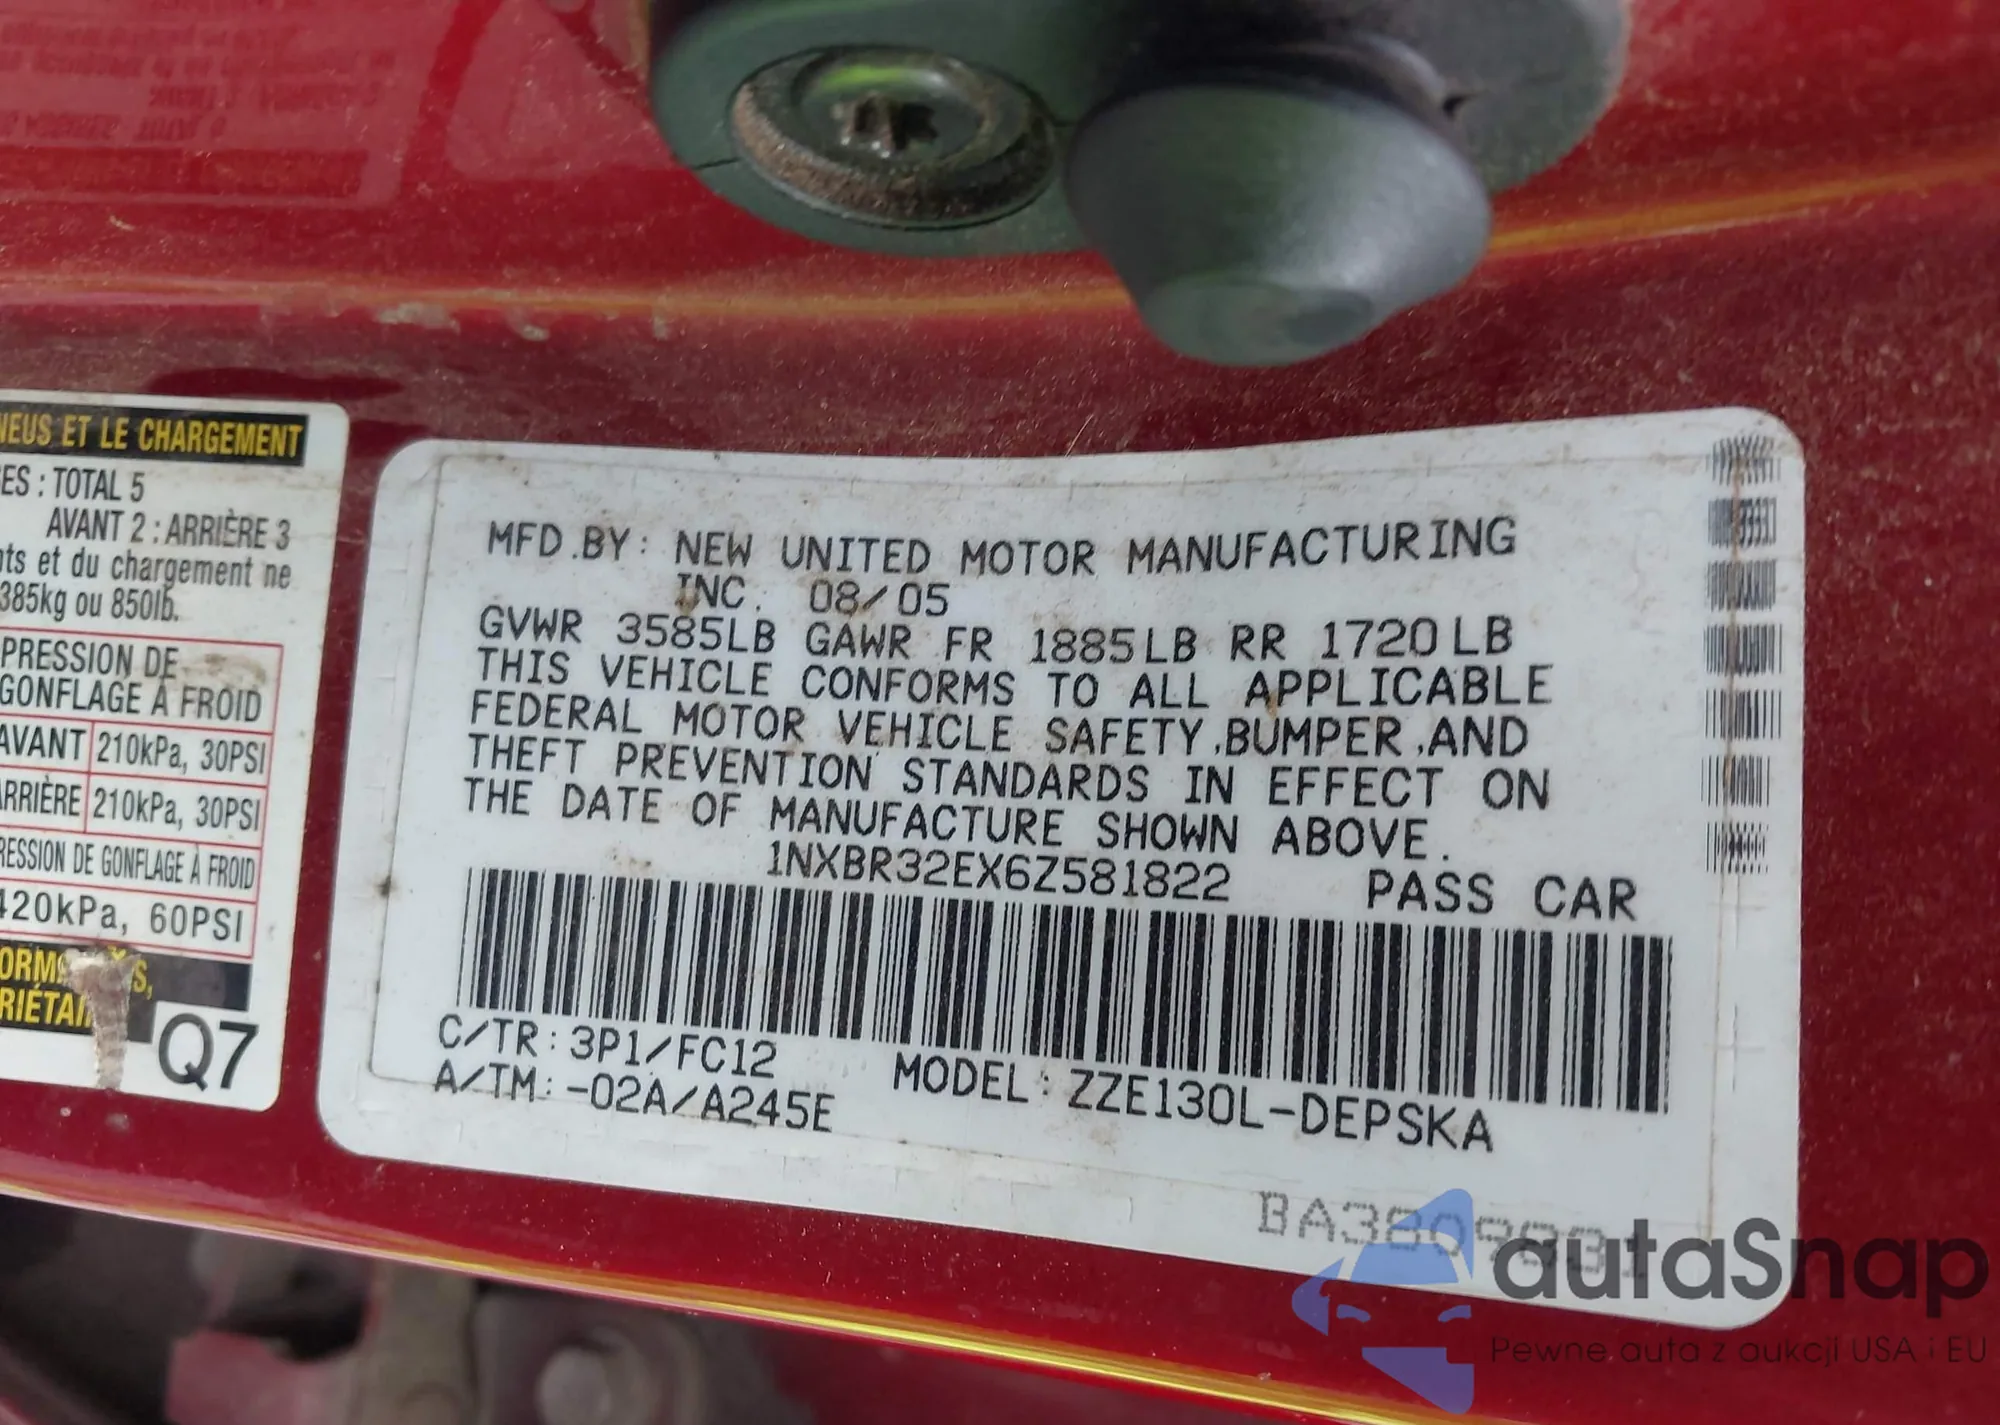 NEUS ET LE CHARGEMENT
ES : TOTAL 5
AVANT 2 : ARRIÈRE 3
nts et du chargement ne
385kg ou 850lb.
PRESSION DE
GONFLAGE À FROID
AVANT 210kPa, 30PSI
ARRIÈRE 210kPa, 30PSI
RESSION DE GONFLAGE À FROID
420kPa, 60PSI
Q7
MFD.BY: NEW UNITED MOTOR MANUFACTURING
INC. 08/05
GVWR 3585LB GAWR FR 1885LB RR 1720LB
THIS VEHICLE CONFORMS TO ALL APPLICABLE
FEDERAL MOTOR VEHICLE SAFETY,BUMPER,AND
THEFT PREVENTION STANDARDS IN EFFECT ON
THE DATE OF MANUFACTURE SHOWN ABOVE.
1NXBR32EX6Z581822 PASS CAR
C/TR: 3P1/FC12
A/TM: -02A/A245E
MODEL: ZZE130L-DEPSKA
autaSnap
Pewne auta z aukcji USA i EU